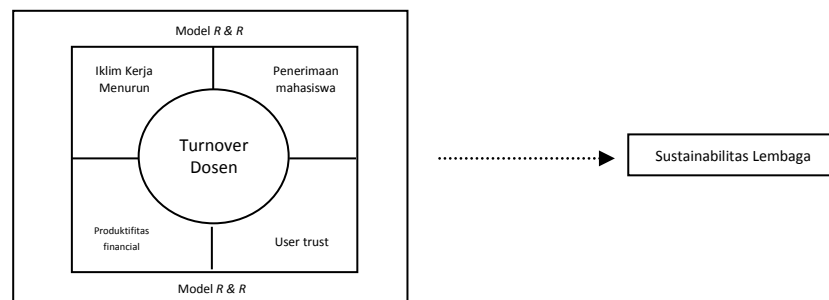 Model R & R
Iklim Kerja
Menurun
Penerimaan
mahasiswa
Turnover
Dosen
Sustainabilitas Lembaga
Produktifitas
financial
User trust
Model R & R